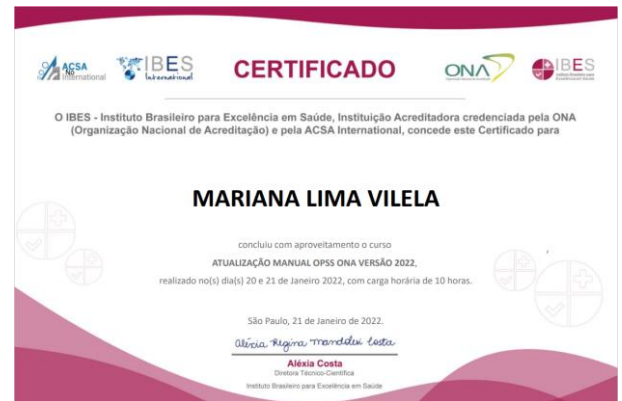 ACSA
International
IBES
International
CERTIFICADO
ONA
IBES
O IBES - Instituto Brasileiro para Excelência em Saúde, Instituição Acreditadora credenciada pela ONA
(Organização Nacional de Acreditação) e pela ACSA International, concede este Certificado para
MARIANA LIMA VILELA
concluiu com aproveitamento o curso
ATUALIZAÇÃO MANUAL OPSS ONA VERSÃO 2022,
realizado no(s) dia(s) 20 e 21 de Janeiro 2022, com carga horária de 10 horas.
São Paulo, 21 de Janeiro de 2022.
Aléxia Regina Mandolesi Costa
Aléxia Costa
Diretora Técnico-Científica
Instituto Brasileiro para Excelência em Saúde